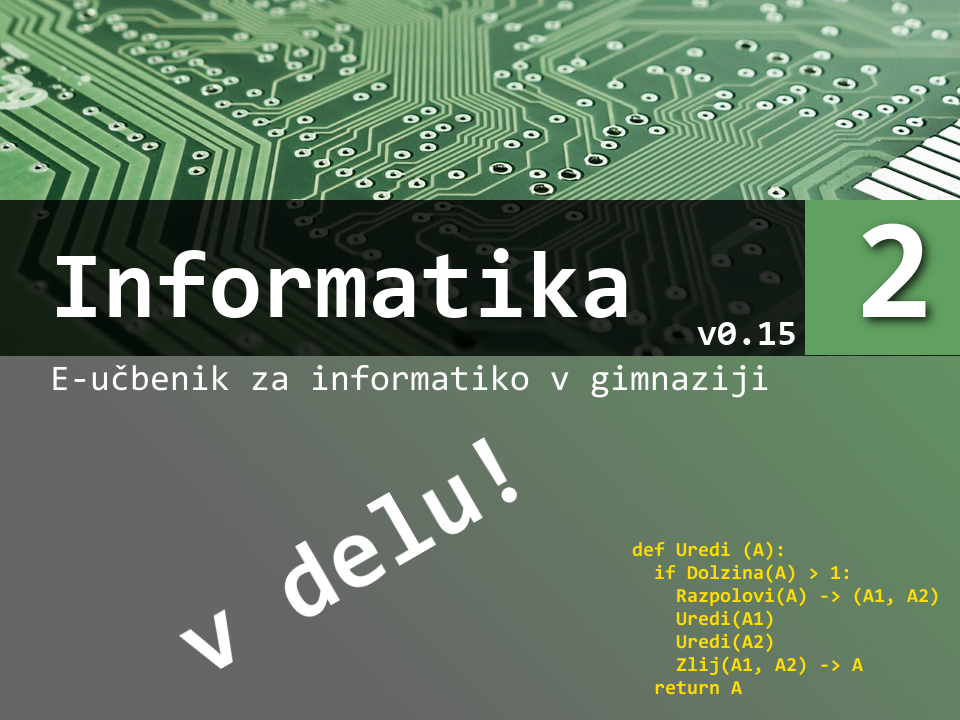 Informatika
v0.15
2
E-učbenik za informatiko v gimnaziji
v delu!
def Uredi (A):
  if Dolzina(A) > 1:
    Razpolovi(A) -> (A1, A2)
    Uredi(A1)
    Uredi(A2)
    Zlij(A1, A2) -> A
  return A